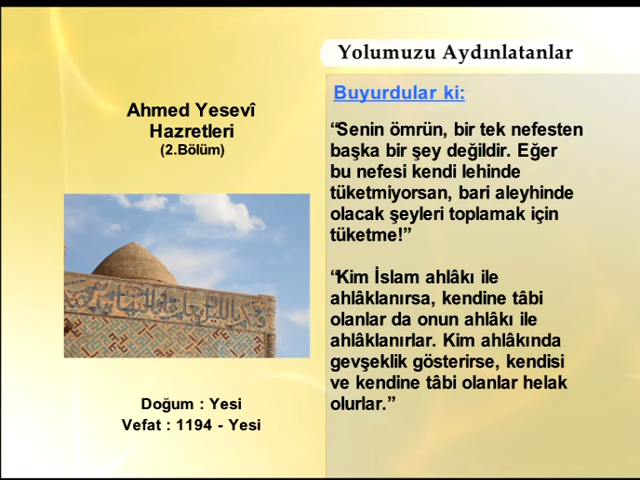 Yolumuzu Aydınlatanlar
Ahmed Yesevî
Hazretleri
(2.Bölüm)
Doğum : Yesi
Vefat : 1194 - Yesi
Buyurdular ki:
“Senin ömrün, bir tek nefesten
başka bir şey değildir. Eğer
bu nefesi kendi lehinde
tüketmiyorsan, bari aleyhinde
olacak şeyleri toplamak için
tüketme!”
“Kim İslam ahlâkı ile
ahlâklanırsa, kendine tâbi
olanlar da onun ahlâkı ile
ahlâklanırlar. Kim ahlâkında
gevşeklik gösterirse, kendisi
ve kendine tâbi olanlar helak
olurlar.”